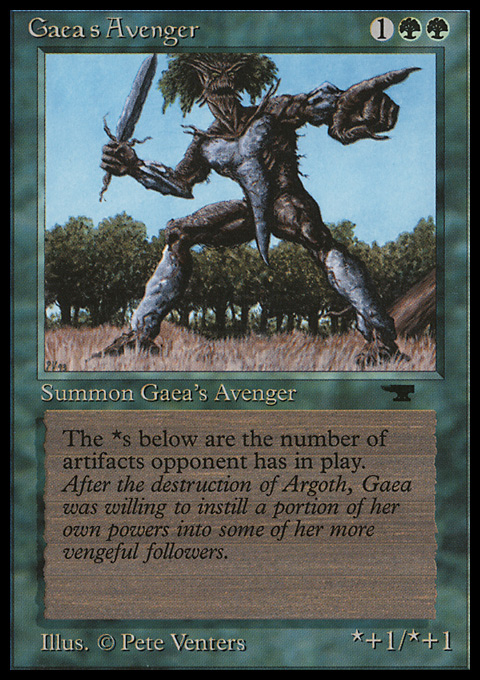 Gaea's Avenger 1
Summon Gaea's Avenger
The *s below are the number of
artifacts opponent has in play.
After the destruction of Argoth, Gaea
was willing to instill a portion of her
own powers into some of her more
vengeful followers.
Illus. © Pete Venters *+1/*+1